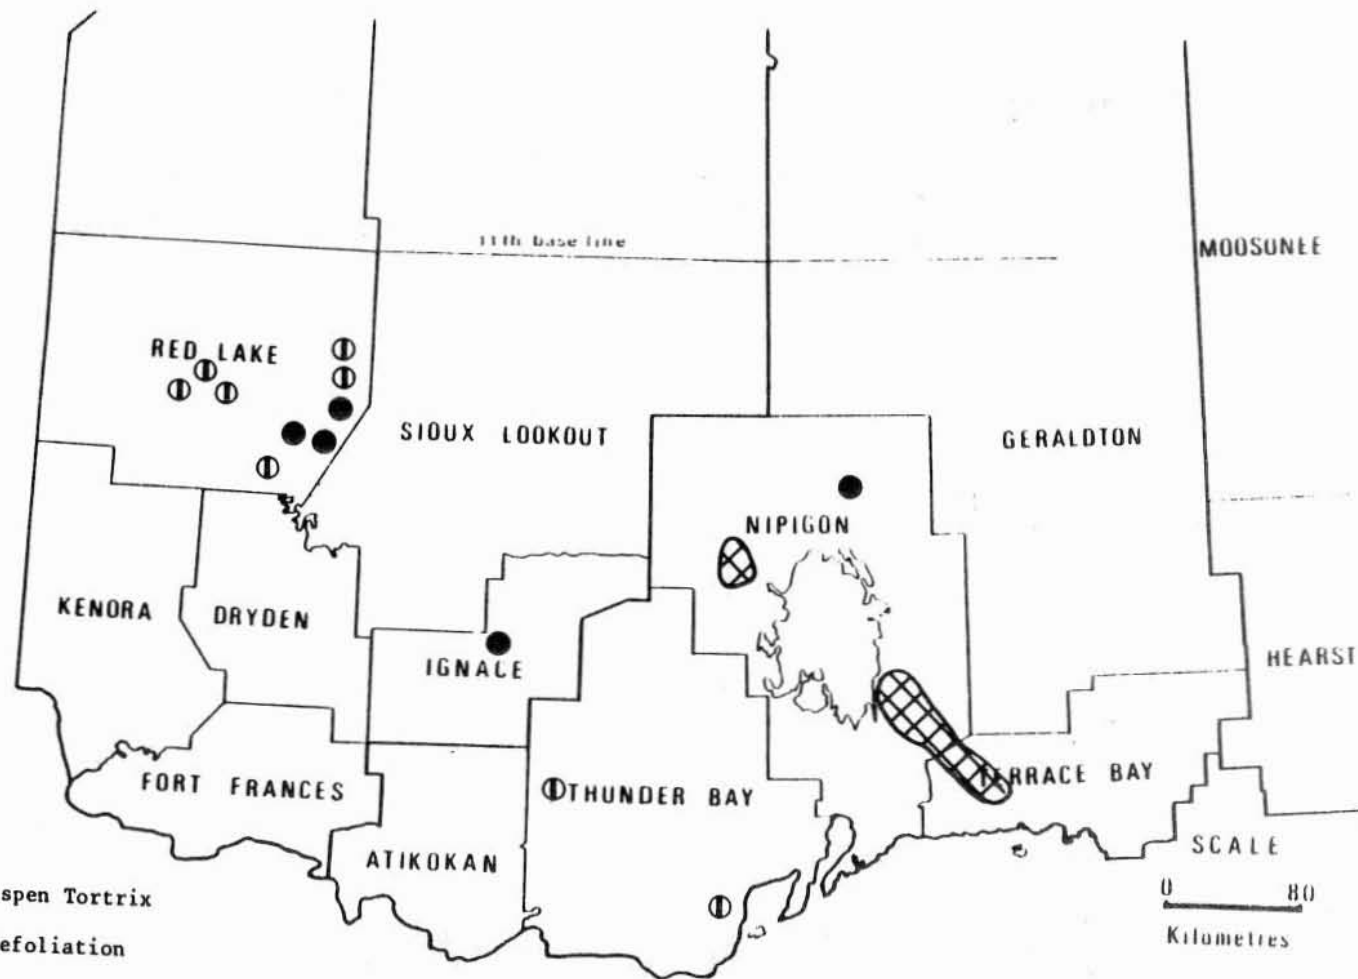 11th base line
MOOSONEE
RED LAKE
SIOUX LOOKOUT
GERALDTON
NIPIGON
KENORA
DRYDEN
IGNACE
HEARST
FORT FRANCES
THUNDER BAY
TERRACE BAY
ATIKOKAN
SCALE
0 80
Kilometres
spen Tortrix
efoliation